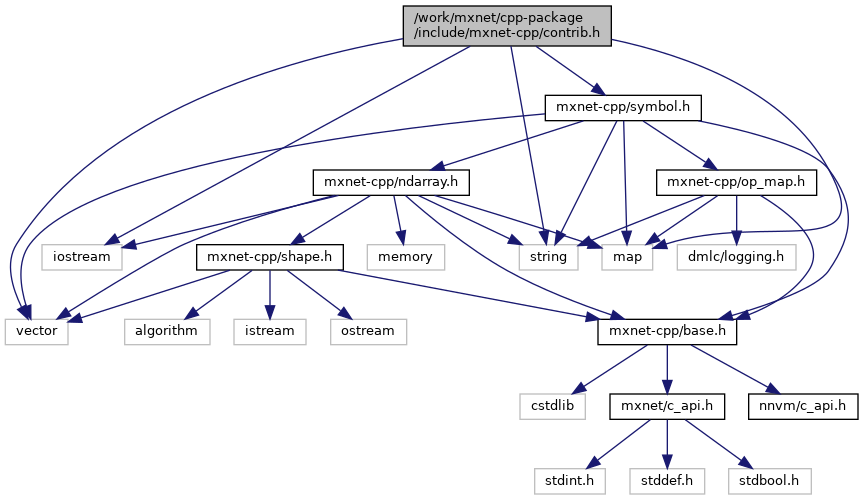 /work/mxnet/cpp-package
/include/mxnet-cpp/contrib.h
mxnet-cpp/symbol.h
mxnet-cpp/ndarray.h
mxnet-cpp/op_map.h
iostream
mxnet-cpp/shape.h
memory
string
map
dmlc/logging.h
vector
algorithm
istream
ostream
mxnet-cpp/base.h
cstdlib
mxnet/c_api.h
nnvm/c_api.h
stdint.h
stddef.h
stdbool.h